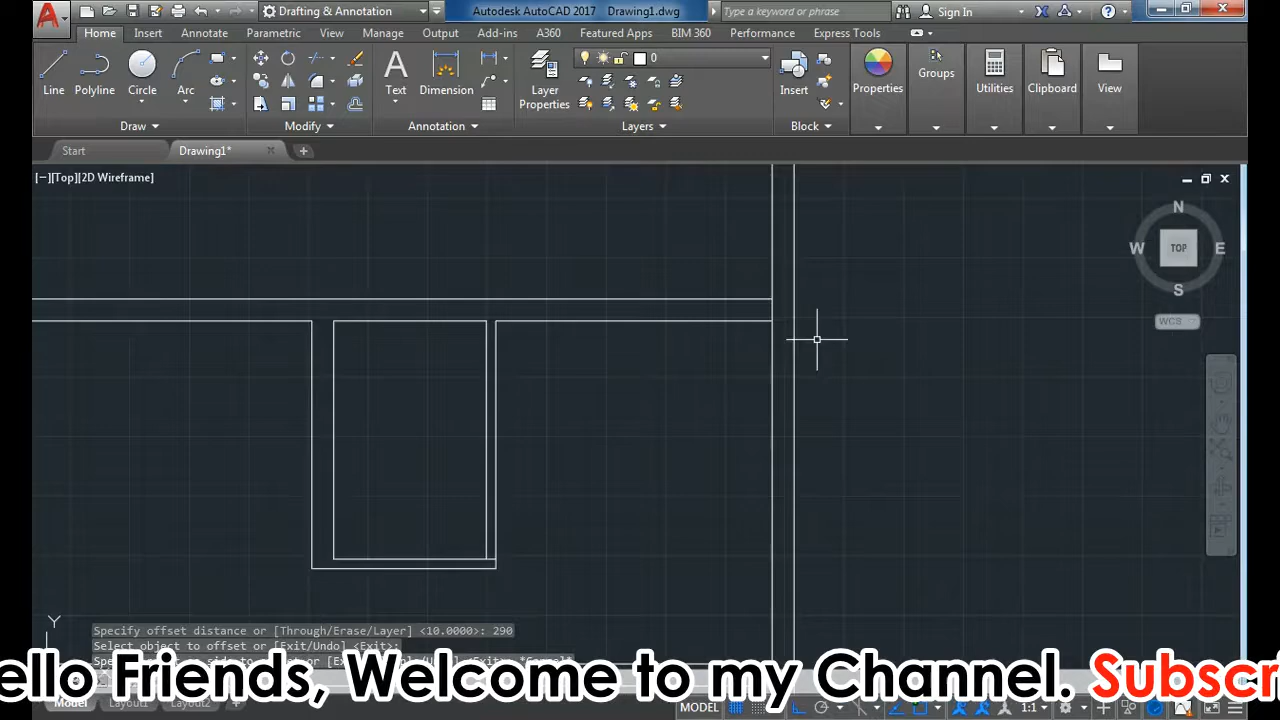 Drafting & Annotation
Autodesk AutoCAD 2017 Drawing1.dwg
Type a keyword or phrase
Sign In
Home Insert Annotate Parametric View Manage Output Add-ins A360 Featured Apps BIM 360 Performance Express Tools
0
Line Polyline Circle Arc
Text Dimension
Layer Properties
Insert
Properties
Groups
Utilities
Clipboard
View
Draw
Modify
Annotation
Layers
Block
Start
Drawing1*
[−][Top][2D Wireframe]
N
W TOP E
S
WCS
Y
Specify offset distance or [Through/Erase/Layer] <10.0000>: 290
Select object to offset or [Exit/Undo] <Exit>:
ello Friends, Welcome to my Channel. Subscri
Model Layout1 Layout2
MODEL
1:1